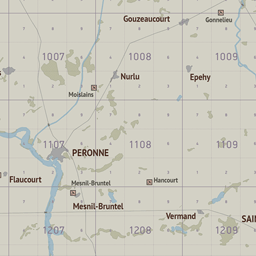 Gouzeaucourt
Gonnelieu
1007
1008
1009
Nurlu
Epehy
Moislains
1107
1108
1109
PERONNE
Flaucourt
Mesnil-Bruntel
Hancourt
Mesnil-Bruntel
Vermand
SAIN
1207
1208
1209